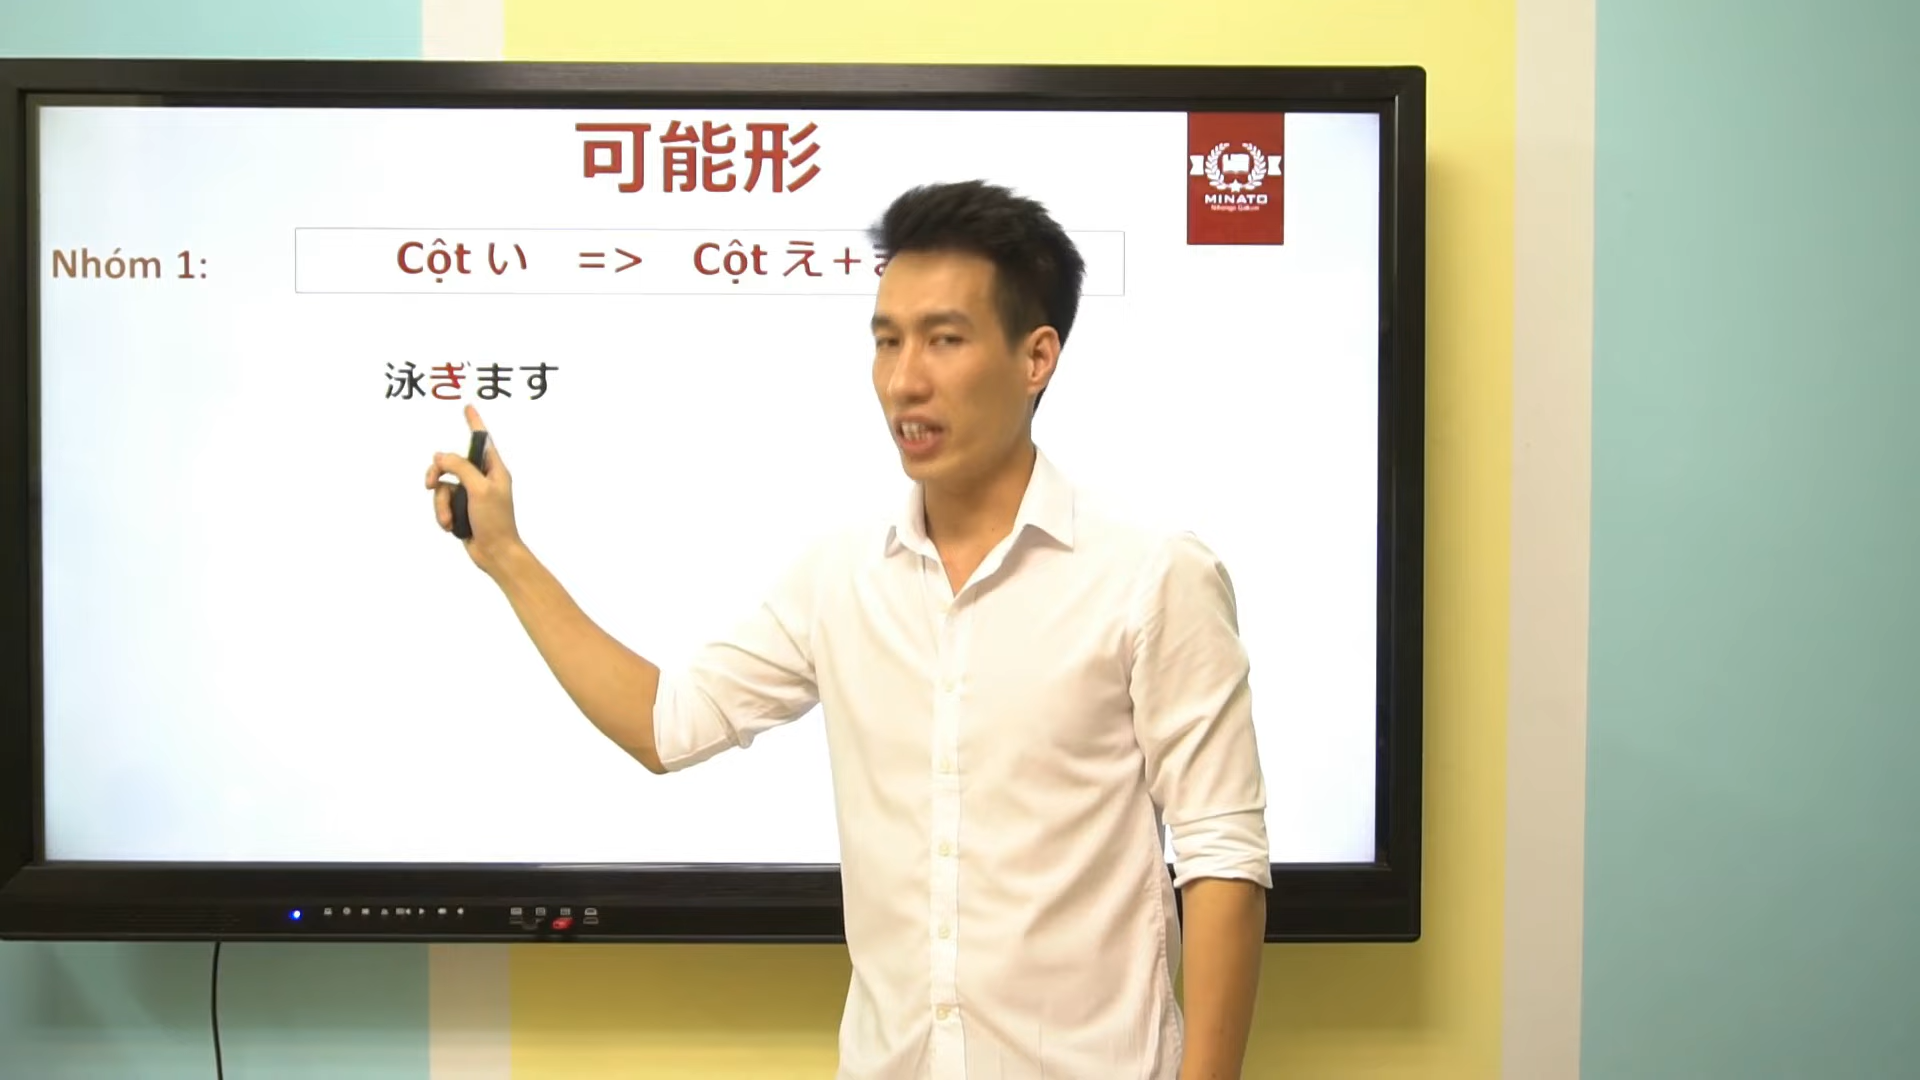 可能形
MINATO
Nhóm 1:
Cột い => Cột え+
泳ぎます